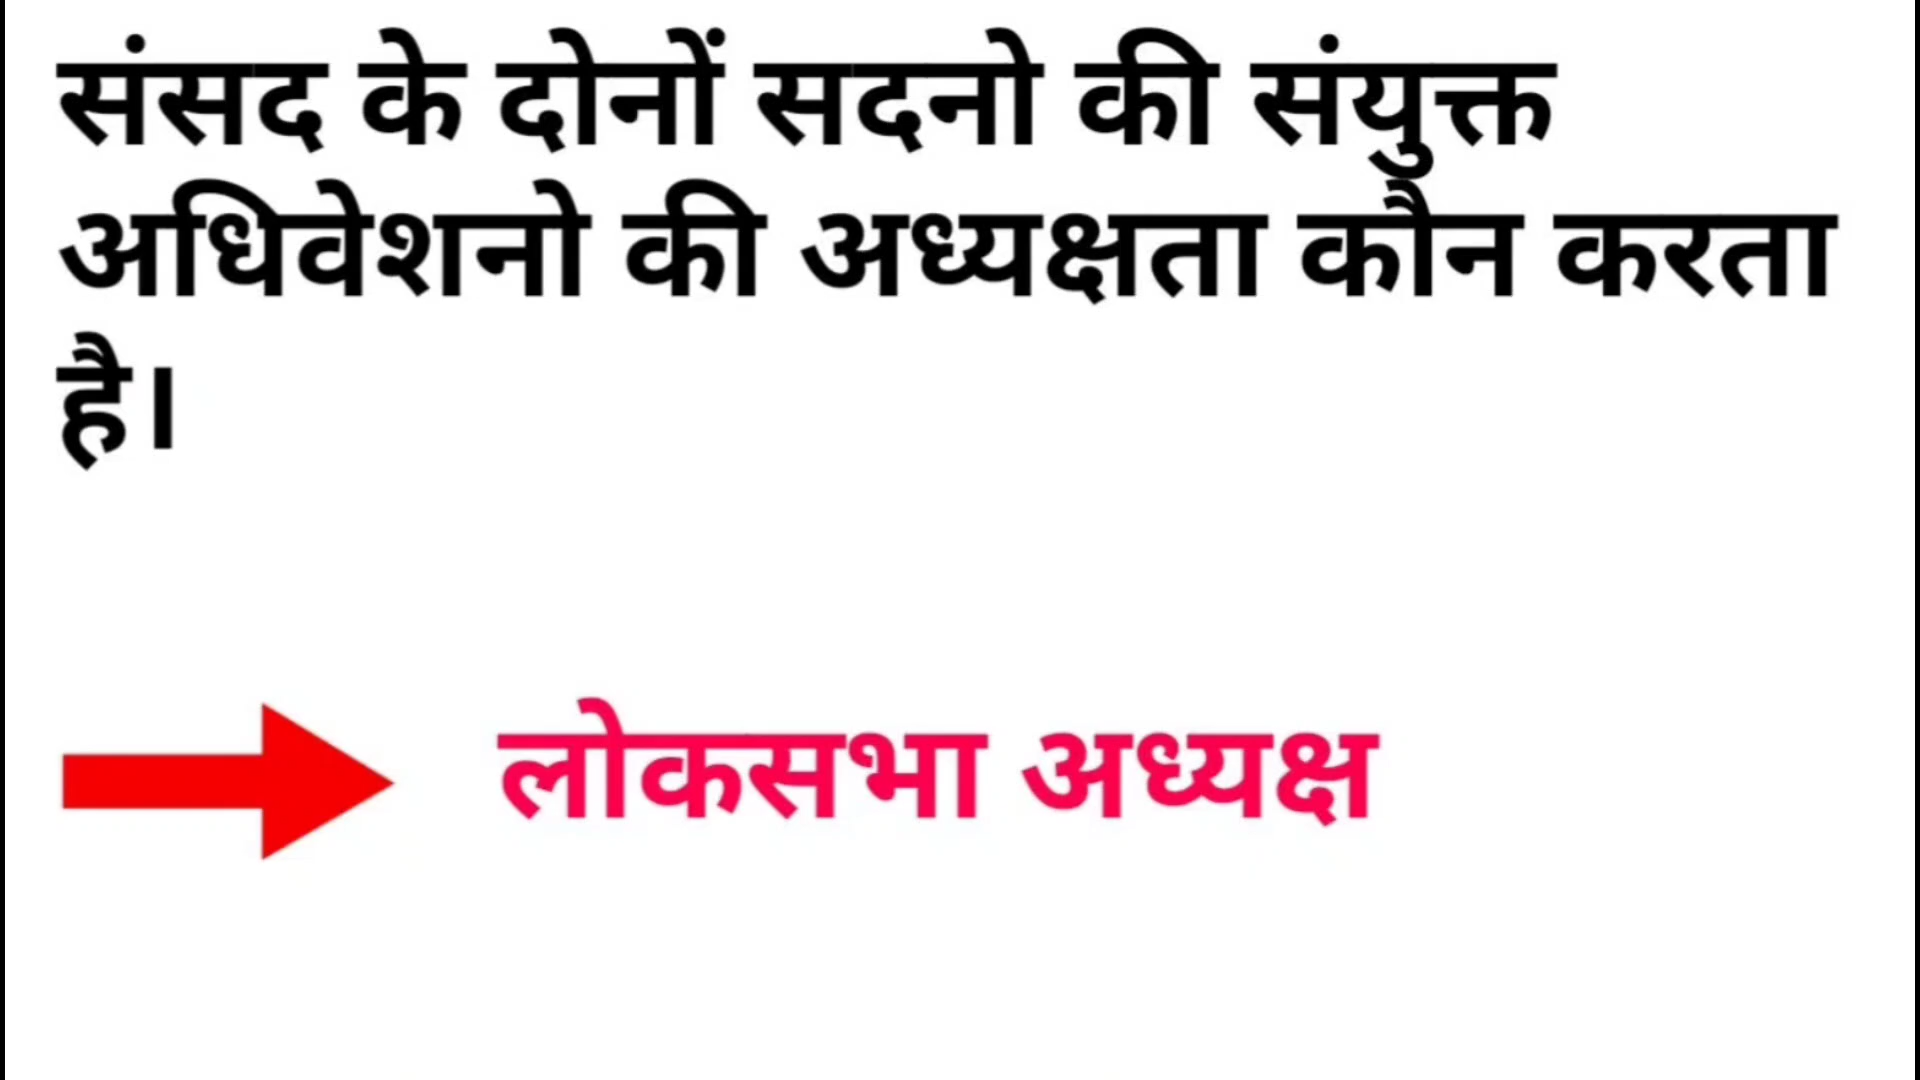 संसद के दोनों सदनो की संयुक्त
अधिवेशनो की अध्यक्षता कौन करता
है।
लोकसभा अध्यक्ष